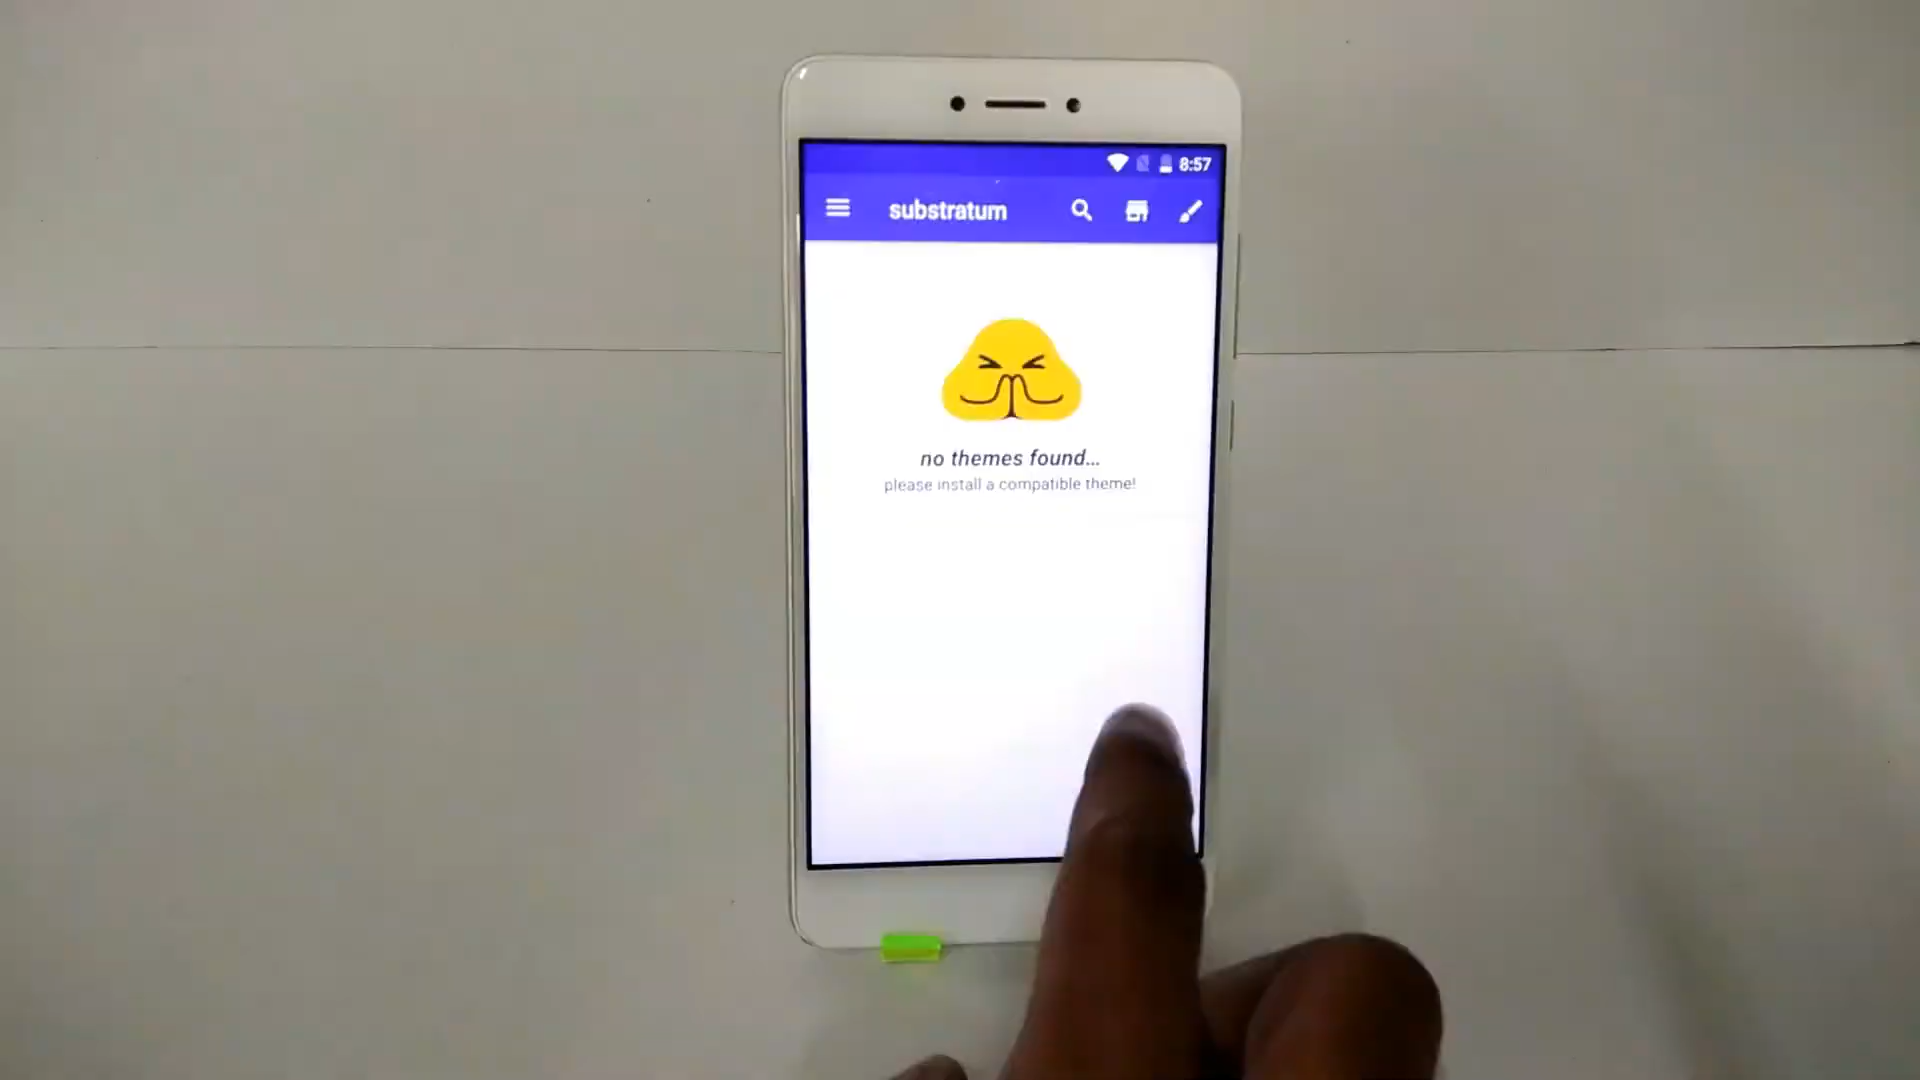 8:57
substratum
no themes found...
please install a compatible theme!